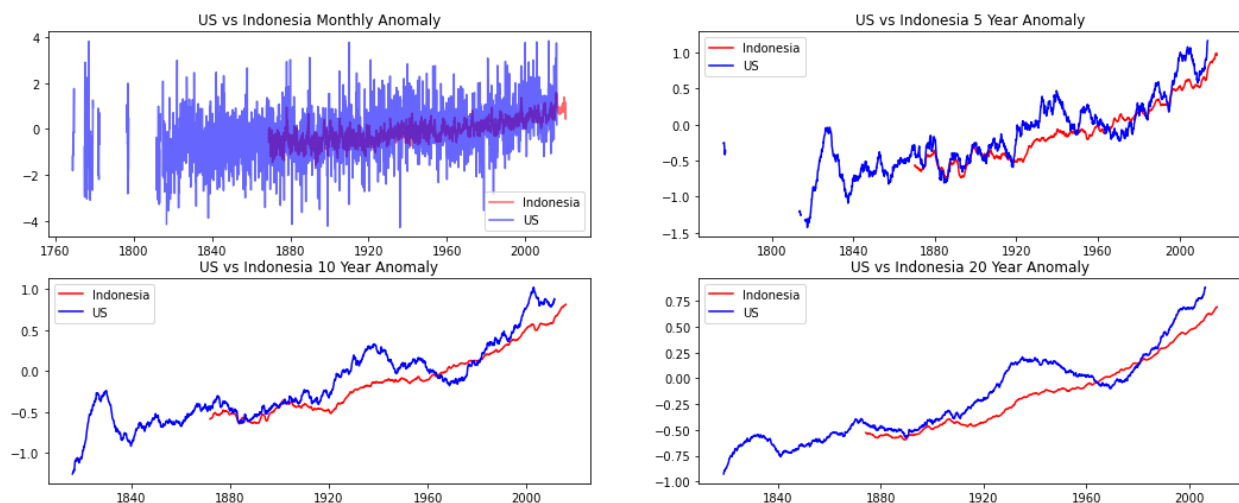 US vs Indonesia Monthly Anomaly
4
2
0
−2
−4
Indonesia
US
1760 1800 1840 1880 1920 1960 2000
US vs Indonesia 5 Year Anomaly
Indonesia
US
1.0
0.5
0.0
−0.5
−1.0
−1.5
1800 1840 1880 1920 1960 2000
US vs Indonesia 10 Year Anomaly
Indonesia
US
1.0
0.5
0.0
−0.5
−1.0
1840 1880 1920 1960 2000
US vs Indonesia 20 Year Anomaly
Indonesia
US
0.75
0.50
0.25
0.00
−0.25
−0.50
−0.75
−1.00
1840 1880 1920 1960 2000